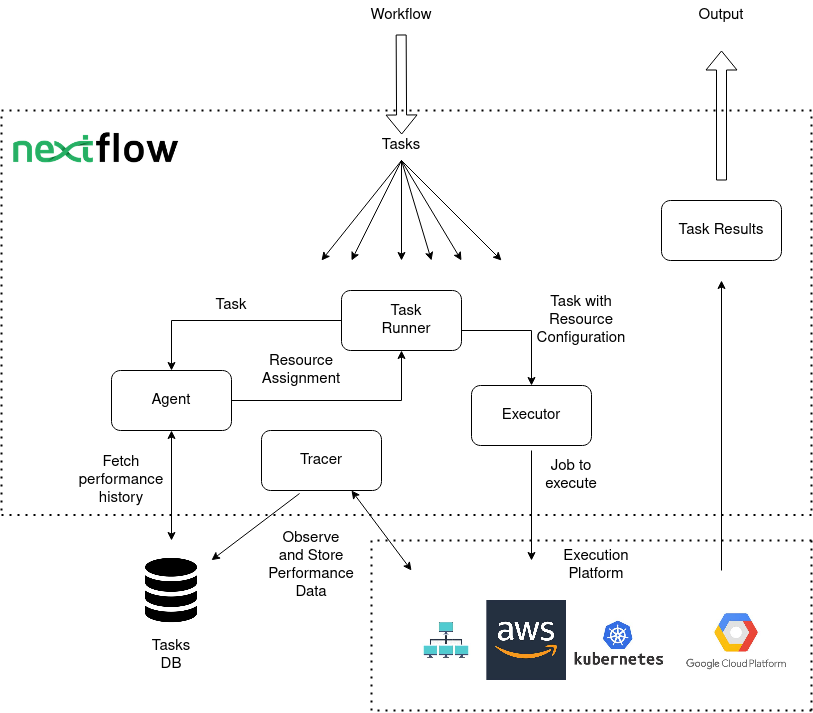 Workflow
Output
nextflow
Tasks
Task Results
Task
Task
Runner
Task with
Resource
Configuration
Resource
Assignment
Agent
Executor
Fetch
performance
history
Tracer
Job to
execute
Observe
and Store
Performance
Data
Execution
Platform
Tasks
DB
aws
kubernetes
Google Cloud Platform